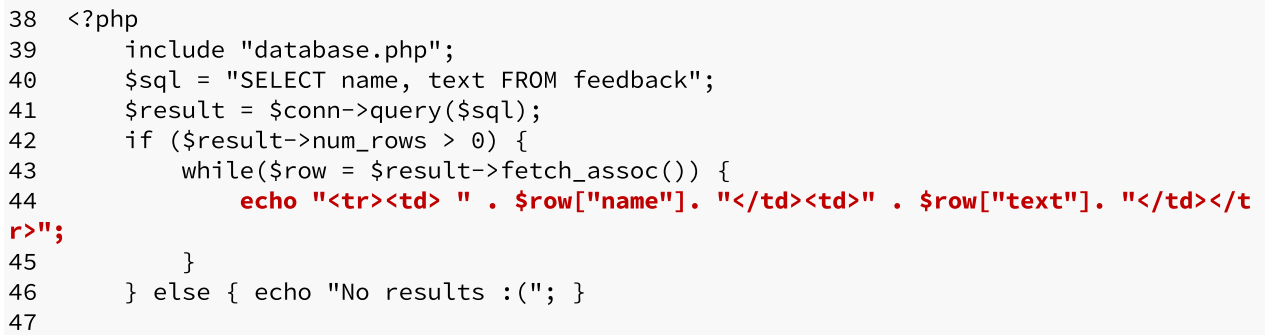 38  <?php
39      include "database.php";
40      $sql = "SELECT name, text FROM feedback";
41      $result = $conn->query($sql);
42      if ($result->num_rows > 0) {
43          while($row = $result->fetch_assoc()) {
44              echo "<tr><td> " . $row["name"]. "</td><td>" . $row["text"]. "</td></t
r>";
45          }
46      } else { echo "No results :("; }
47